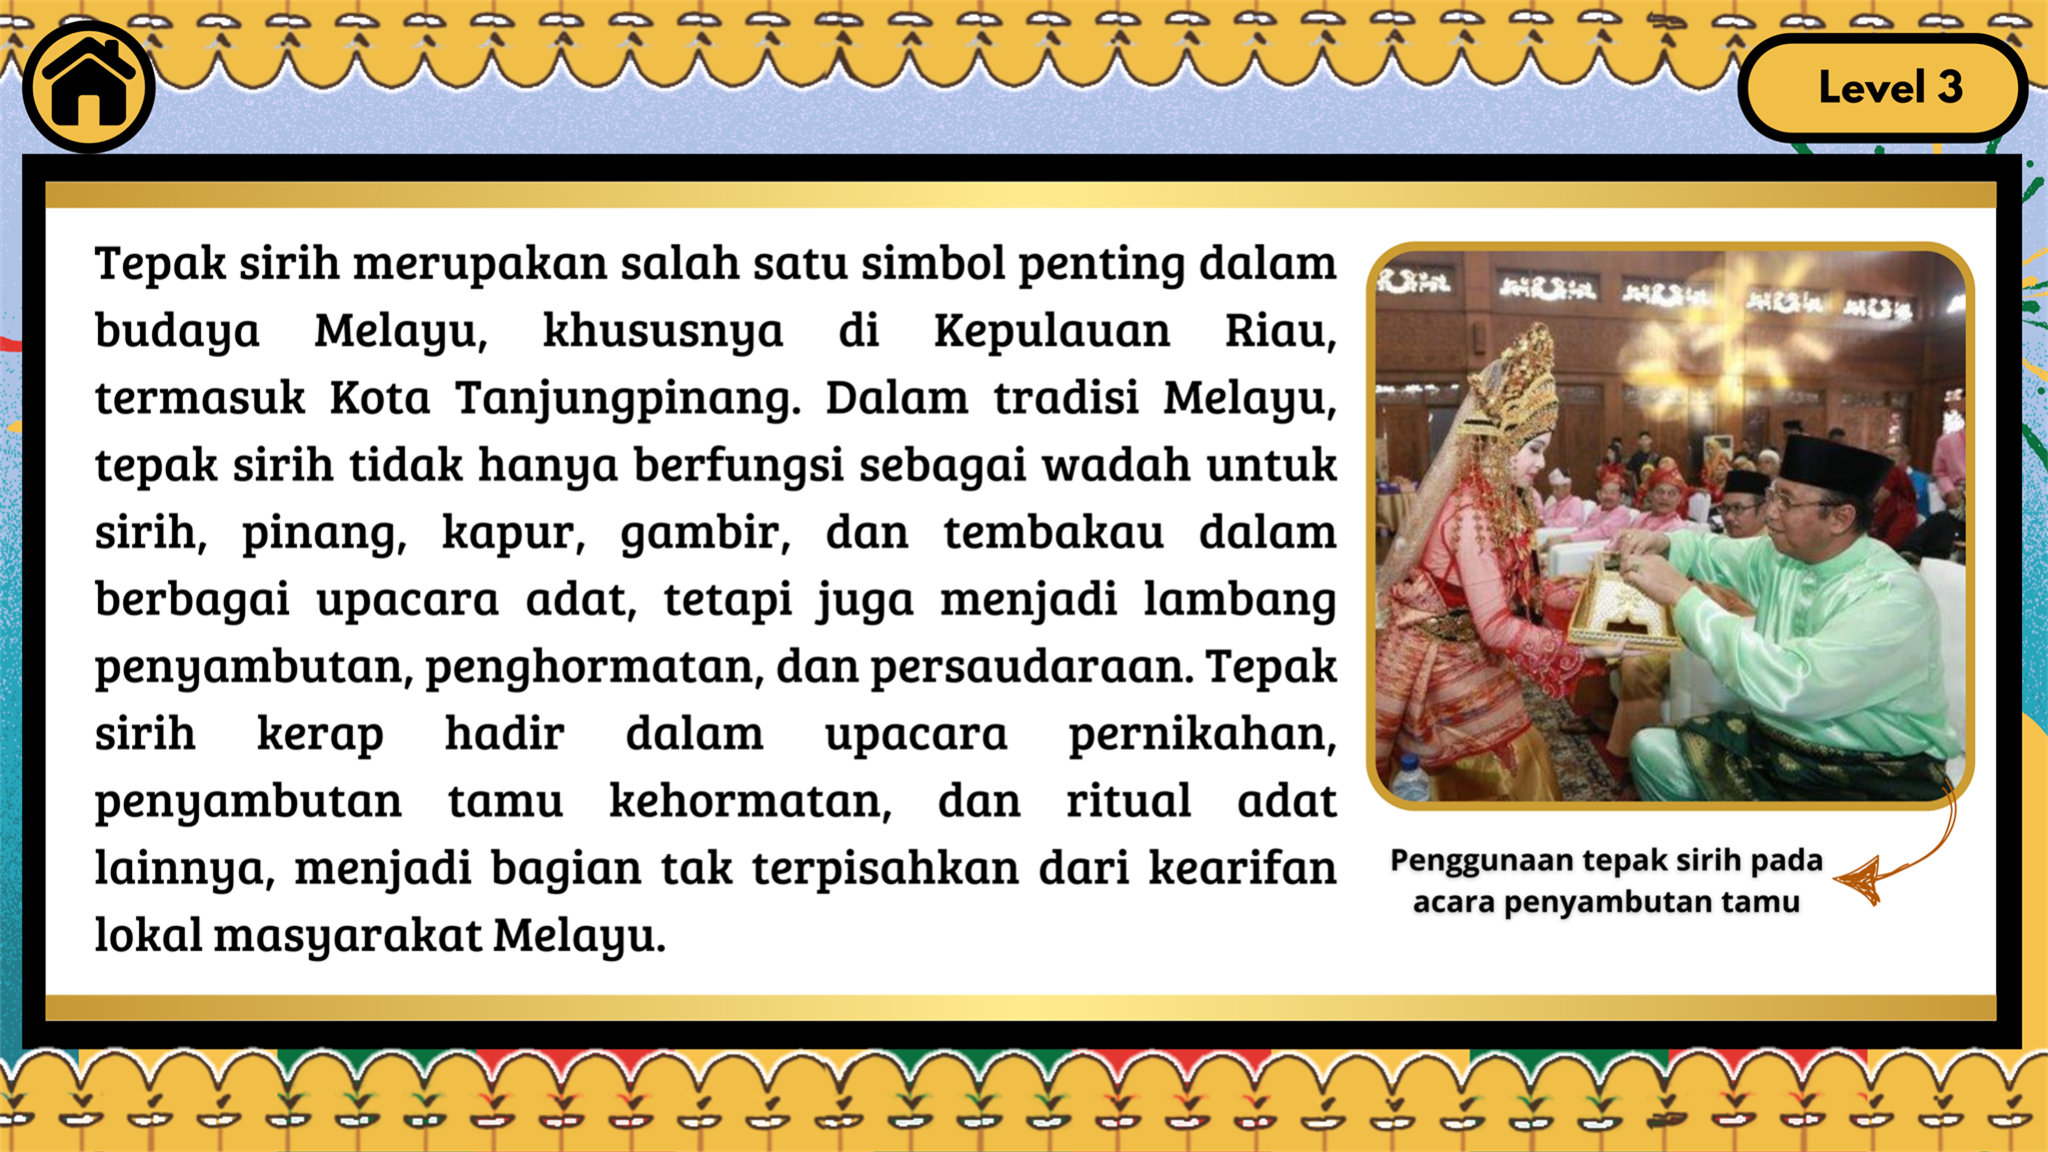 Level 3
Tepak sirih merupakan salah satu simbol penting dalam
budaya Melayu, khususnya di Kepulauan Riau,
termasuk Kota Tanjungpinang. Dalam tradisi Melayu,
tepak sirih tidak hanya berfungsi sebagai wadah untuk
sirih, pinang, kapur, gambir, dan tembakau dalam
berbagai upacara adat, tetapi juga menjadi lambang
penyambutan, penghormatan, dan persaudaraan. Tepak
sirih kerap hadir dalam upacara pernikahan,
penyambutan tamu kehormatan, dan ritual adat
lainnya, menjadi bagian tak terpisahkan dari kearifan
lokal masyarakat Melayu.
Penggunaan tepak sirih pada
acara penyambutan tamu